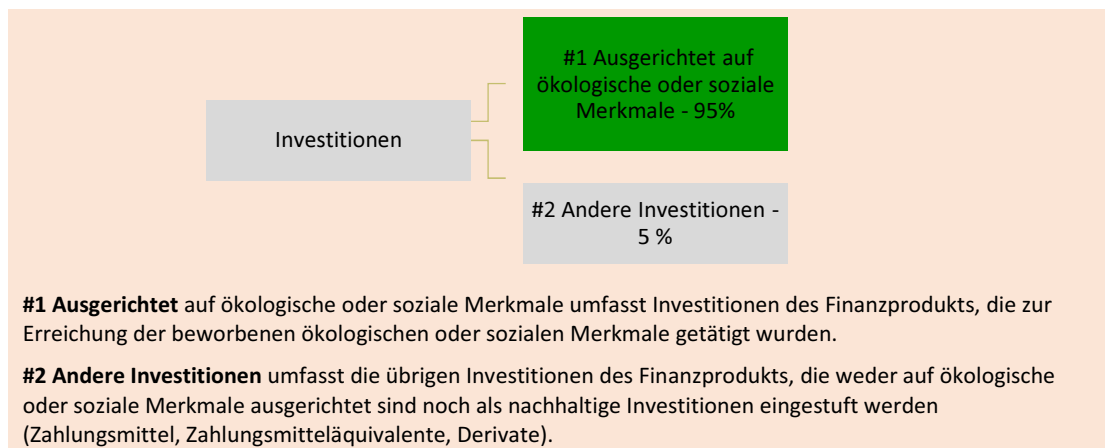 #1 Ausgerichtet auf
ökologische oder soziale
Merkmale - 95%
Investitionen
#2 Andere Investitionen -
5 %
#1 Ausgerichtet auf ökologische oder soziale Merkmale umfasst Investitionen des Finanzprodukts, die zur
Erreichung der beworbenen ökologischen oder sozialen Merkmale getätigt wurden.
#2 Andere Investitionen umfasst die übrigen Investitionen des Finanzprodukts, die weder auf ökologische
oder soziale Merkmale ausgerichtet sind noch als nachhaltige Investitionen eingestuft werden
(Zahlungsmittel, Zahlungsmitteläquivalente, Derivate).